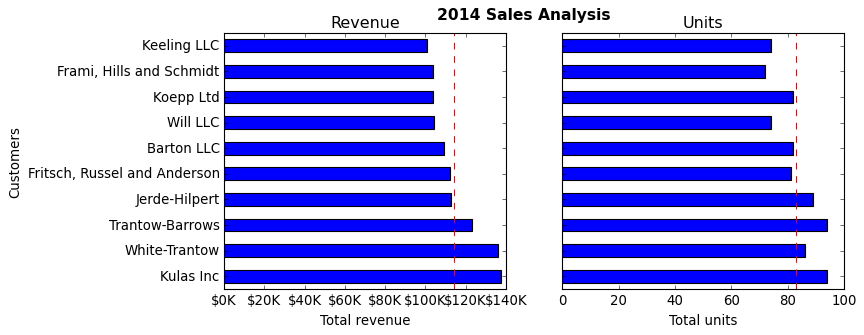 2014 Sales Analysis
Revenue
Units
Customers
Keeling LLC
Frami, Hills and Schmidt
Koepp Ltd
Will LLC
Barton LLC
Fritsch, Russel and Anderson
Jerde-Hilpert
Trantow-Barrows
White-Trantow
Kulas Inc
$0K $20K $40K $60K $80K $100K $120K $140K
Total revenue
0 20 40 60 80 100
Total units